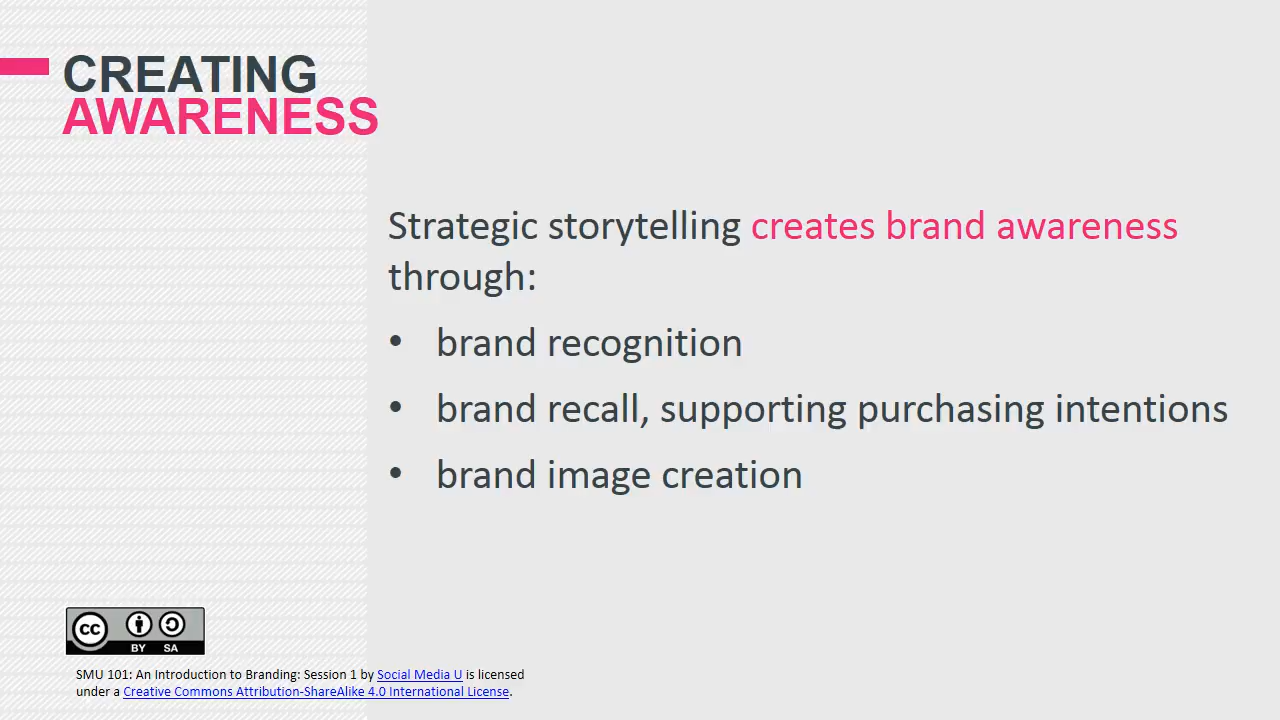 CREATING
AWARENESS
Strategic storytelling creates brand awareness
through:
• brand recognition
• brand recall, supporting purchasing intentions
• brand image creation
cc
BY SA
SMU 101: An Introduction to Branding: Session 1 by Social Media U is licensed
under a Creative Commons Attribution-ShareAlike 4.0 International License.